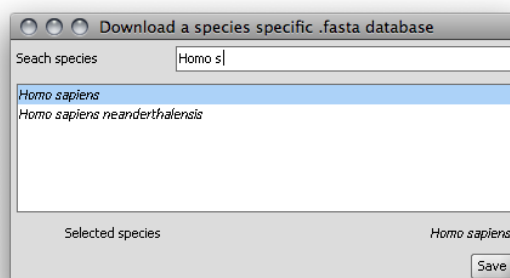 Download a species specific .fasta database
Seach species Homo s
Homo sapiens
Homo sapiens neanderthalensis
Selected species Homo sapiens
Save